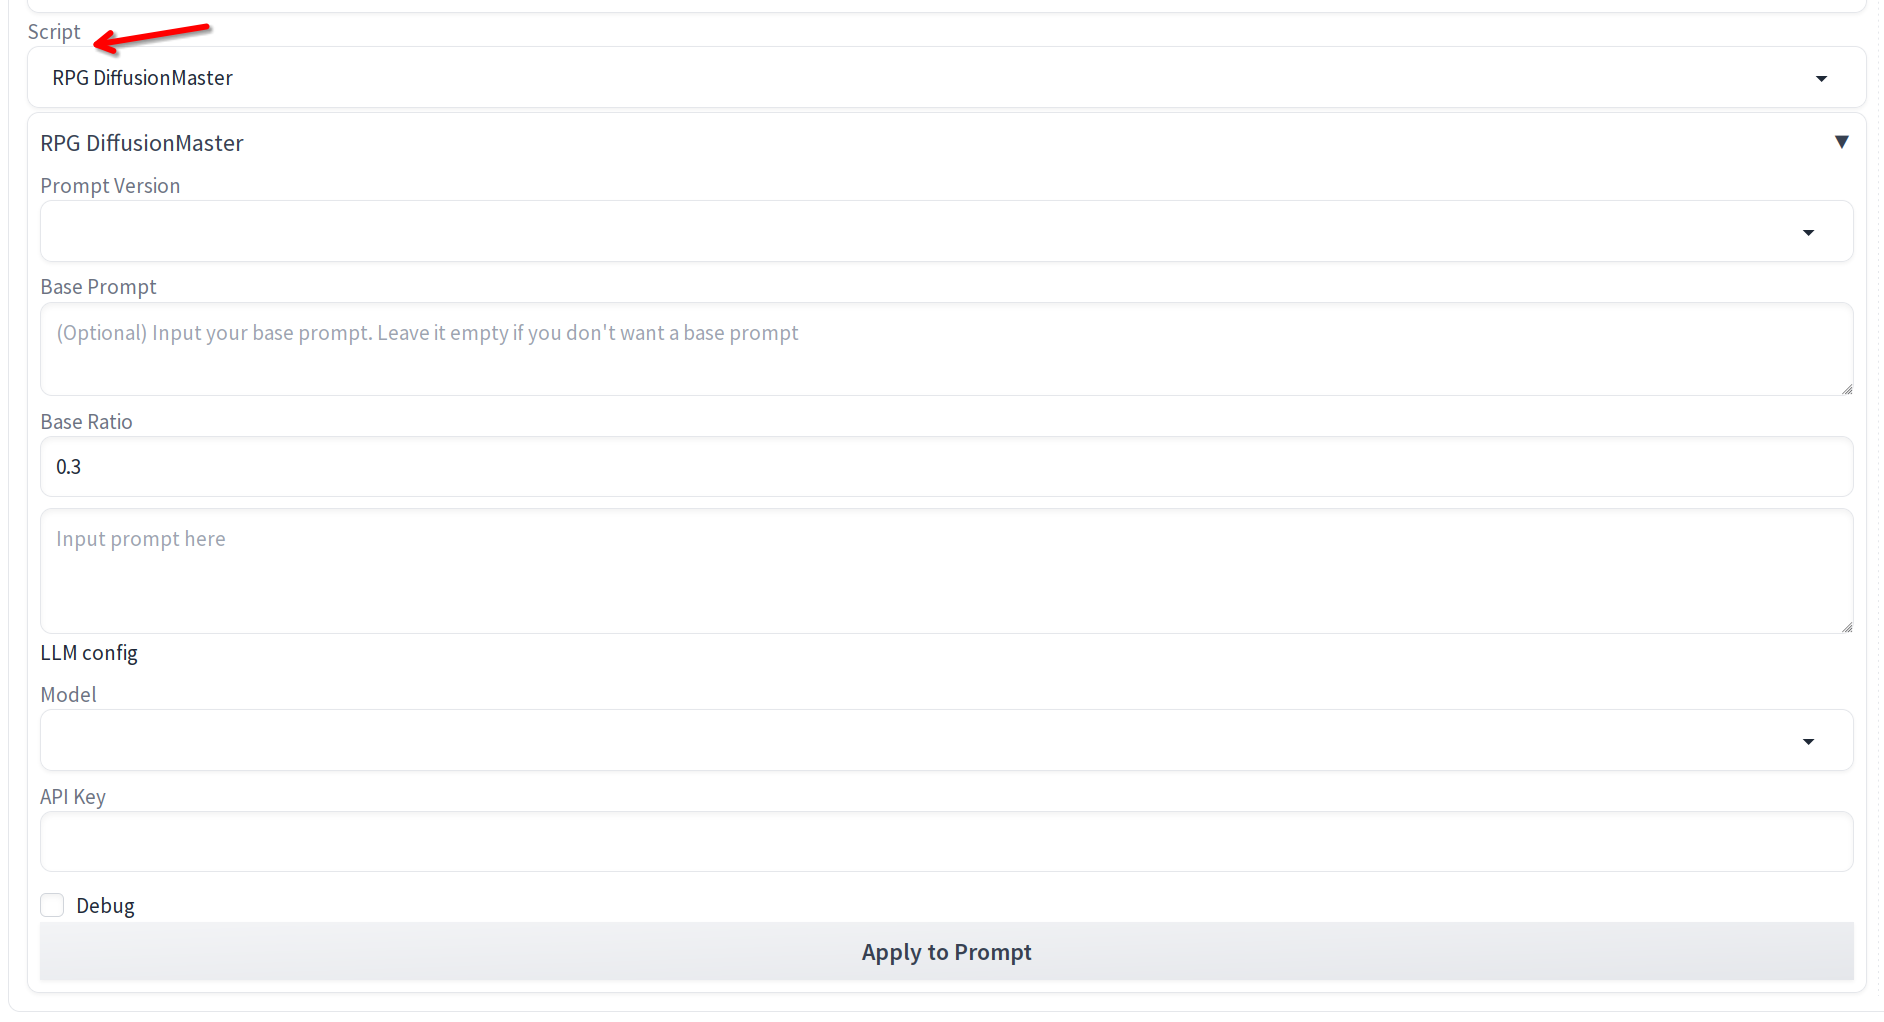 Script
RPG DiffusionMaster
RPG DiffusionMaster
Prompt Version
Base Prompt
(Optional) Input your base prompt. Leave it empty if you don't want a base prompt
Base Ratio
0.3
Input prompt here
LLM config
Model
API Key
Debug
Apply to Prompt